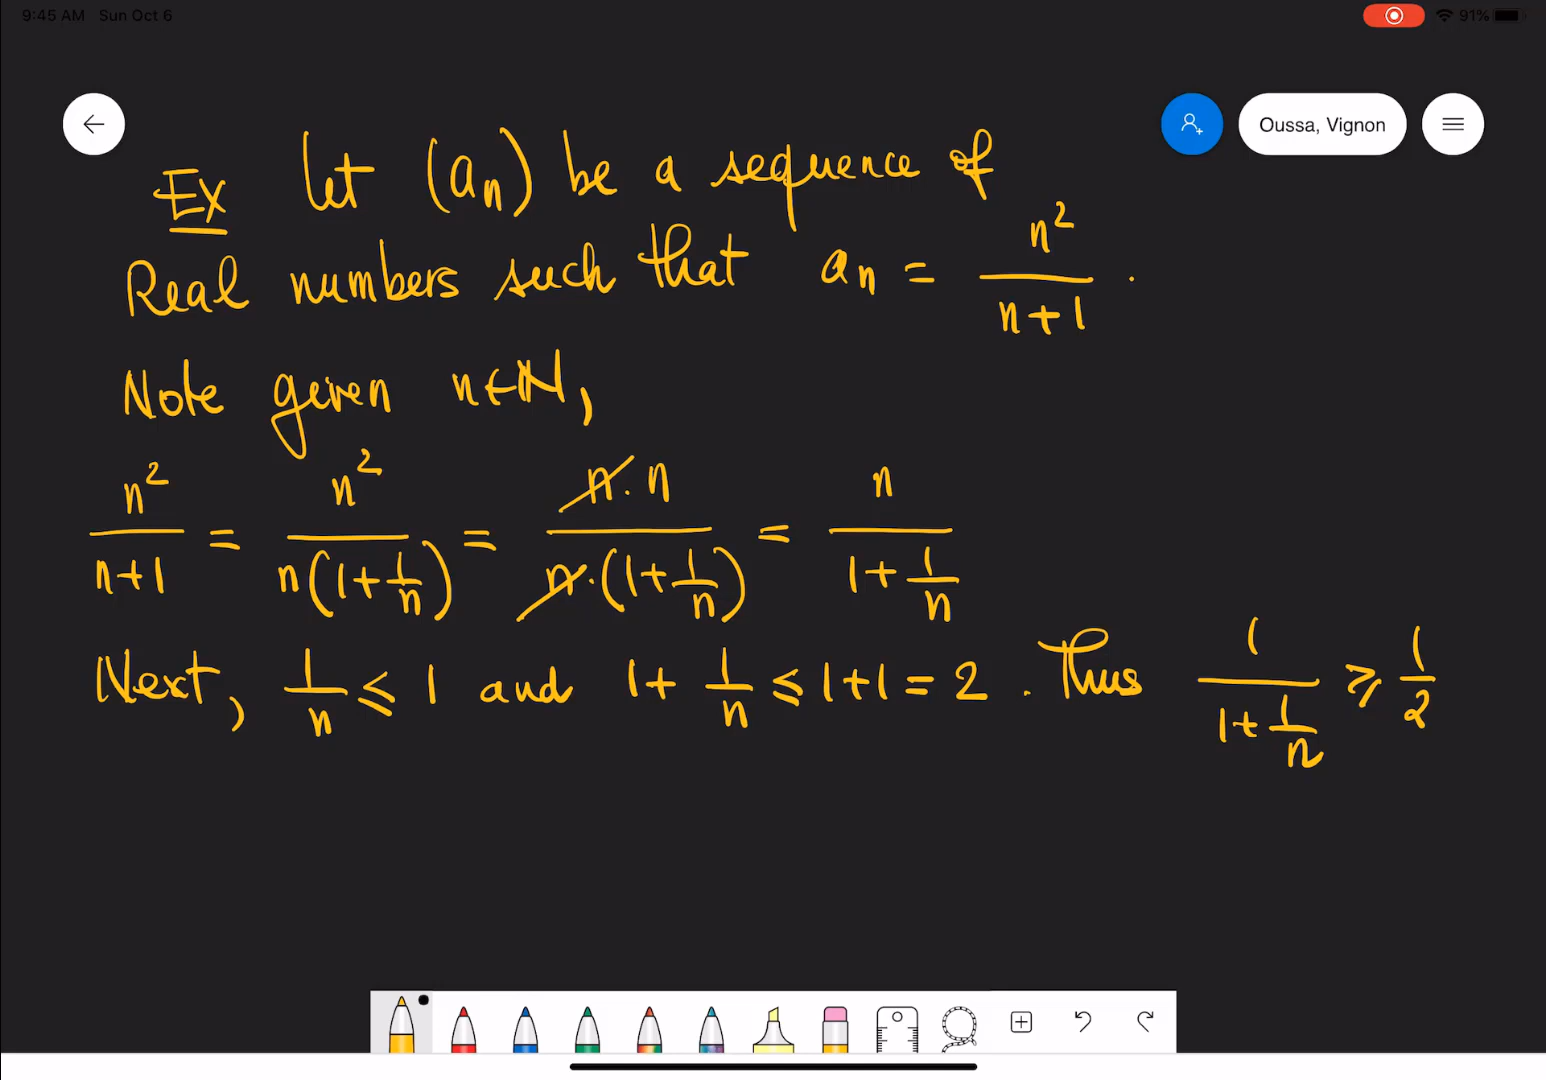 9:45 AM Sun Oct 6 91%
Oussa, Vignon
Ex Let (aₙ) be a sequence of
Real numbers such that aₙ = n²/(n+1).
Note given n∈ℕ,
n²/(n+1) = n²/(n(1+1/n)) = n·n/(n·(1+1/n)) = n/(1+1/n)
Next, 1/n ≤ 1 and 1+1/n ≤ 1+1 = 2. Thus 1/(1+1/n) ≥ 1/2